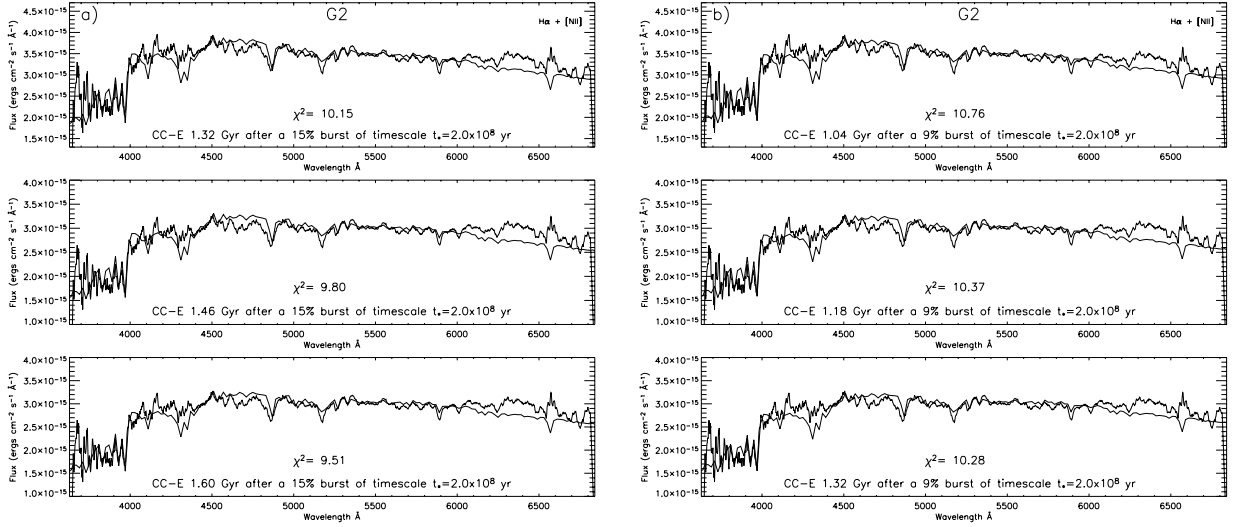 a) G2 Hα + [NII]
Flux (ergs cm⁻² s⁻¹ Å⁻¹)
4.5×10⁻¹⁵
4.0×10⁻¹⁵
3.5×10⁻¹⁵
3.0×10⁻¹⁵
2.5×10⁻¹⁵
2.0×10⁻¹⁵
1.5×10⁻¹⁵
χ²= 10.15
CC−E 1.32 Gyr after a 15% burst of timescale t⋆=2.0x10⁸ yr
4000 4500 5000 5500 6000 6500
Wavelength Å
Flux (ergs cm⁻² s⁻¹ Å⁻¹)
4.0×10⁻¹⁵
3.5×10⁻¹⁵
3.0×10⁻¹⁵
2.5×10⁻¹⁵
2.0×10⁻¹⁵
1.5×10⁻¹⁵
1.0×10⁻¹⁵
χ²= 9.80
CC−E 1.46 Gyr after a 15% burst of timescale t⋆=2.0x10⁸ yr
4000 4500 5000 5500 6000 6500
Wavelength Å
Flux (ergs cm⁻² s⁻¹ Å⁻¹)
4.0×10⁻¹⁵
3.5×10⁻¹⁵
3.0×10⁻¹⁵
2.5×10⁻¹⁵
2.0×10⁻¹⁵
1.5×10⁻¹⁵
1.0×10⁻¹⁵
χ²= 9.51
CC−E 1.60 Gyr after a 15% burst of timescale t⋆=2.0x10⁸ yr
4000 4500 5000 5500 6000 6500
Wavelength Å
b) G2 Hα + [NII]
Flux (ergs cm⁻² s⁻¹ Å⁻¹)
4.5×10⁻¹⁵
4.0×10⁻¹⁵
3.5×10⁻¹⁵
3.0×10⁻¹⁵
2.5×10⁻¹⁵
2.0×10⁻¹⁵
1.5×10⁻¹⁵
χ²= 10.76
CC−E 1.04 Gyr after a 9% burst of timescale t⋆=2.0x10⁸ yr
4000 4500 5000 5500 6000 6500
Wavelength Å
Flux (ergs cm⁻² s⁻¹ Å⁻¹)
4.0×10⁻¹⁵
3.5×10⁻¹⁵
3.0×10⁻¹⁵
2.5×10⁻¹⁵
2.0×10⁻¹⁵
1.5×10⁻¹⁵
1.0×10⁻¹⁵
χ²= 10.37
CC−E 1.18 Gyr after a 9% burst of timescale t⋆=2.0x10⁸ yr
4000 4500 5000 5500 6000 6500
Wavelength Å
Flux (ergs cm⁻² s⁻¹ Å⁻¹)
4.0×10⁻¹⁵
3.5×10⁻¹⁵
3.0×10⁻¹⁵
2.5×10⁻¹⁵
2.0×10⁻¹⁵
1.5×10⁻¹⁵
1.0×10⁻¹⁵
χ²= 10.28
CC−E 1.32 Gyr after a 9% burst of timescale t⋆=2.0x10⁸ yr
4000 4500 5000 5500 6000 6500
Wavelength Å